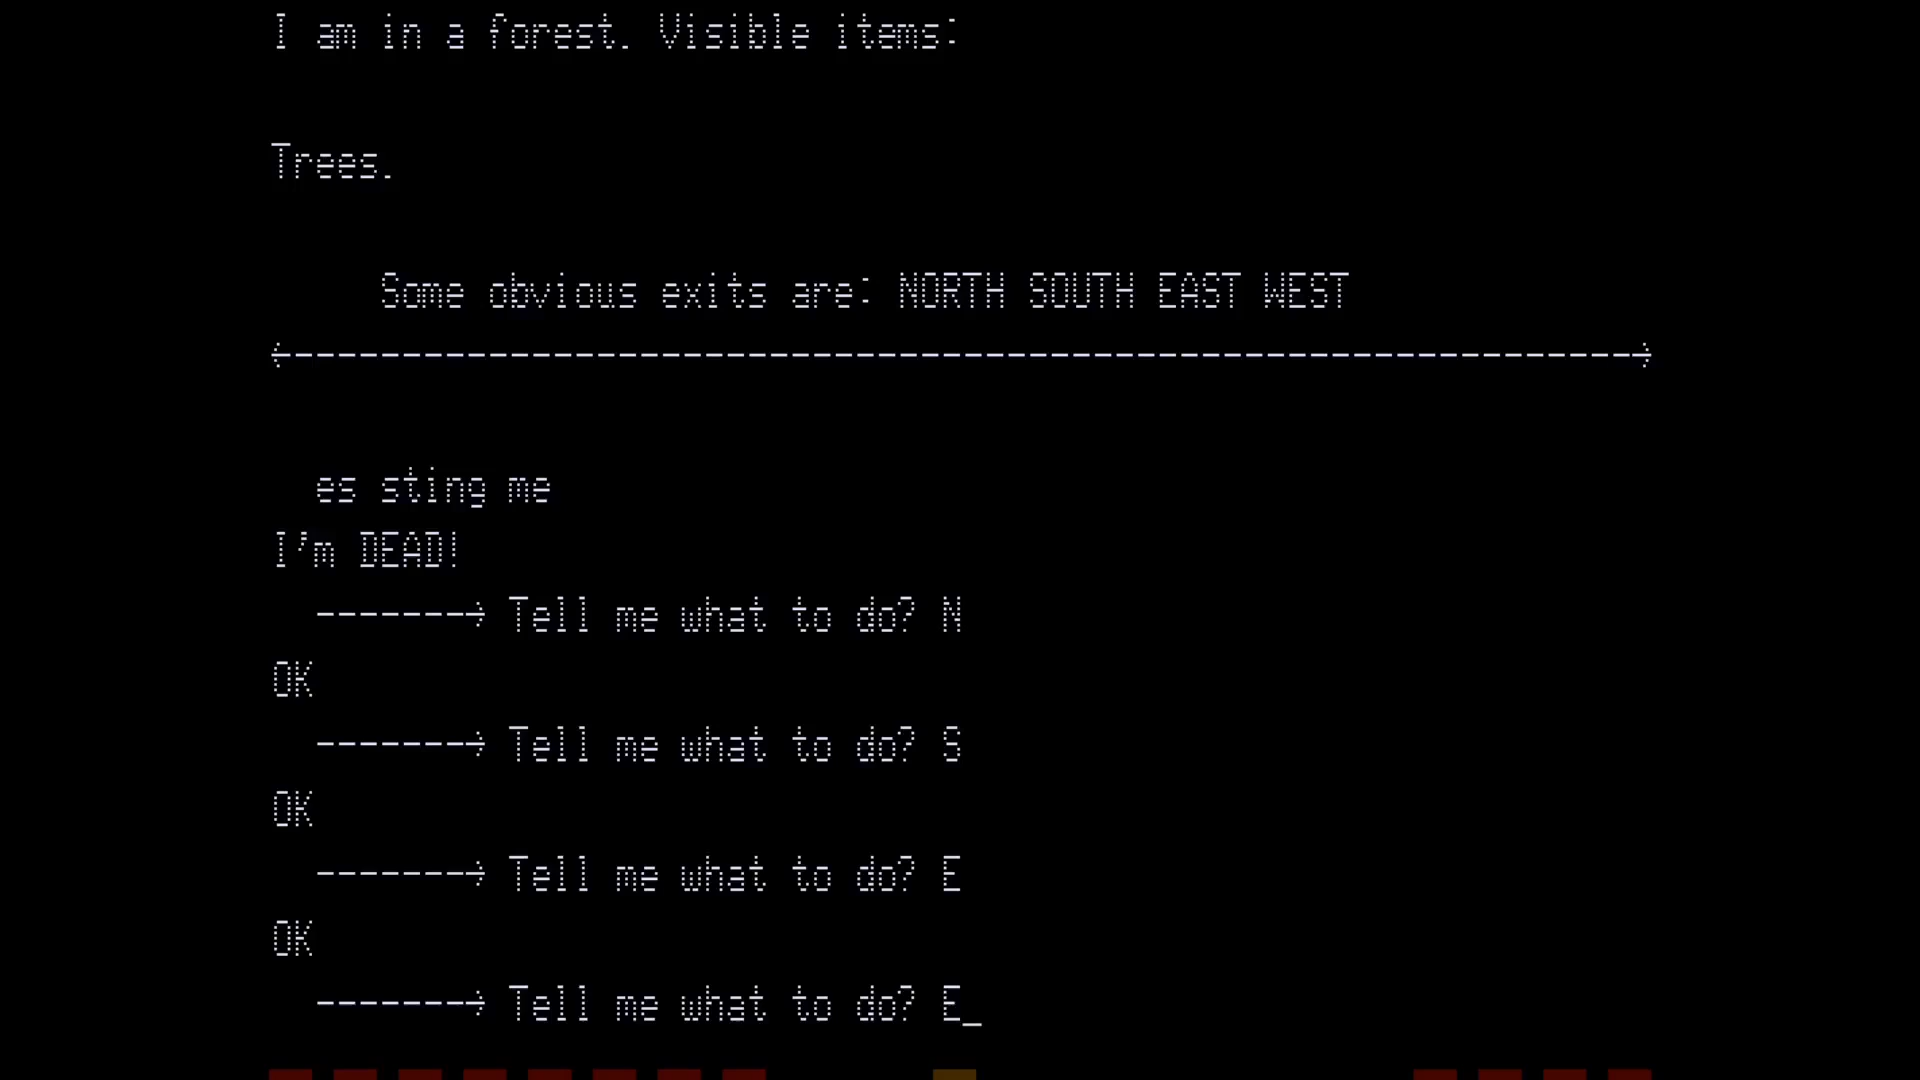 I am in a forest. Visible items:
Trees.
Some obvious exits are: NORTH SOUTH EAST WEST
<--------------------------------------------------------------->
es sting me
I'm DEAD!
-------> Tell me what to do? N
OK
-------> Tell me what to do? S
OK
-------> Tell me what to do? E
OK
-------> Tell me what to do? E_